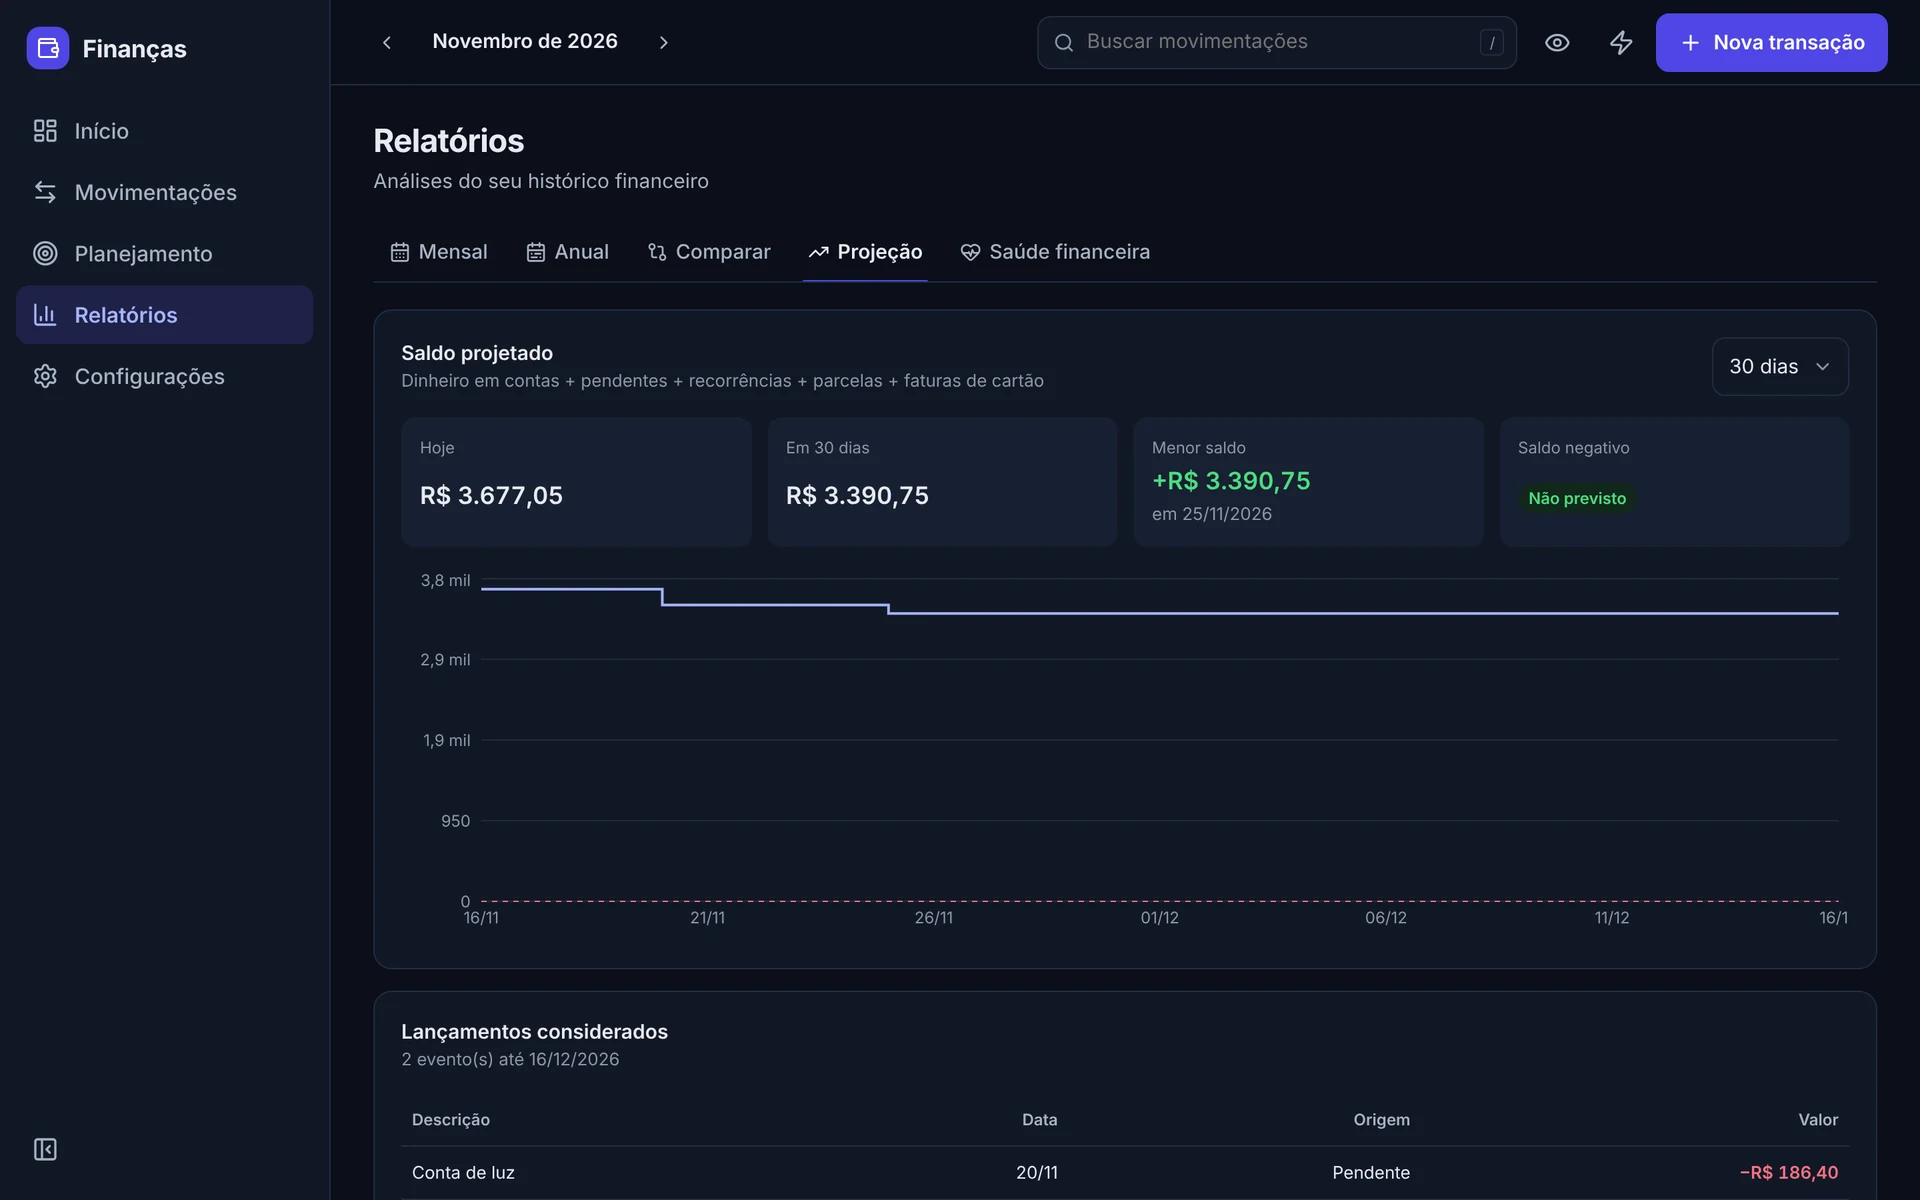 Finanças
Novembro de 2026
Buscar movimentações
/
Nova transação
Início
Movimentações
Planejamento
Relatórios
Configurações
Relatórios
Análises do seu histórico financeiro
Mensal
Anual
Comparar
Projeção
Saúde financeira
Saldo projetado
Dinheiro em contas + pendentes + recorrências + parcelas + faturas de cartão
30 dias
Hoje
R$ 3.677,05
Em 30 dias
R$ 3.390,75
Menor saldo
+R$ 3.390,75
em 25/11/2026
Saldo negativo
Não previsto
3,8 mil
2,9 mil
1,9 mil
950
0
16/11 21/11 26/11 01/12 06/12 11/12 16/1
Lançamentos considerados
2 evento(s) até 16/12/2026
Descrição Data Origem Valor
Conta de luz 20/11 Pendente −R$ 186,40